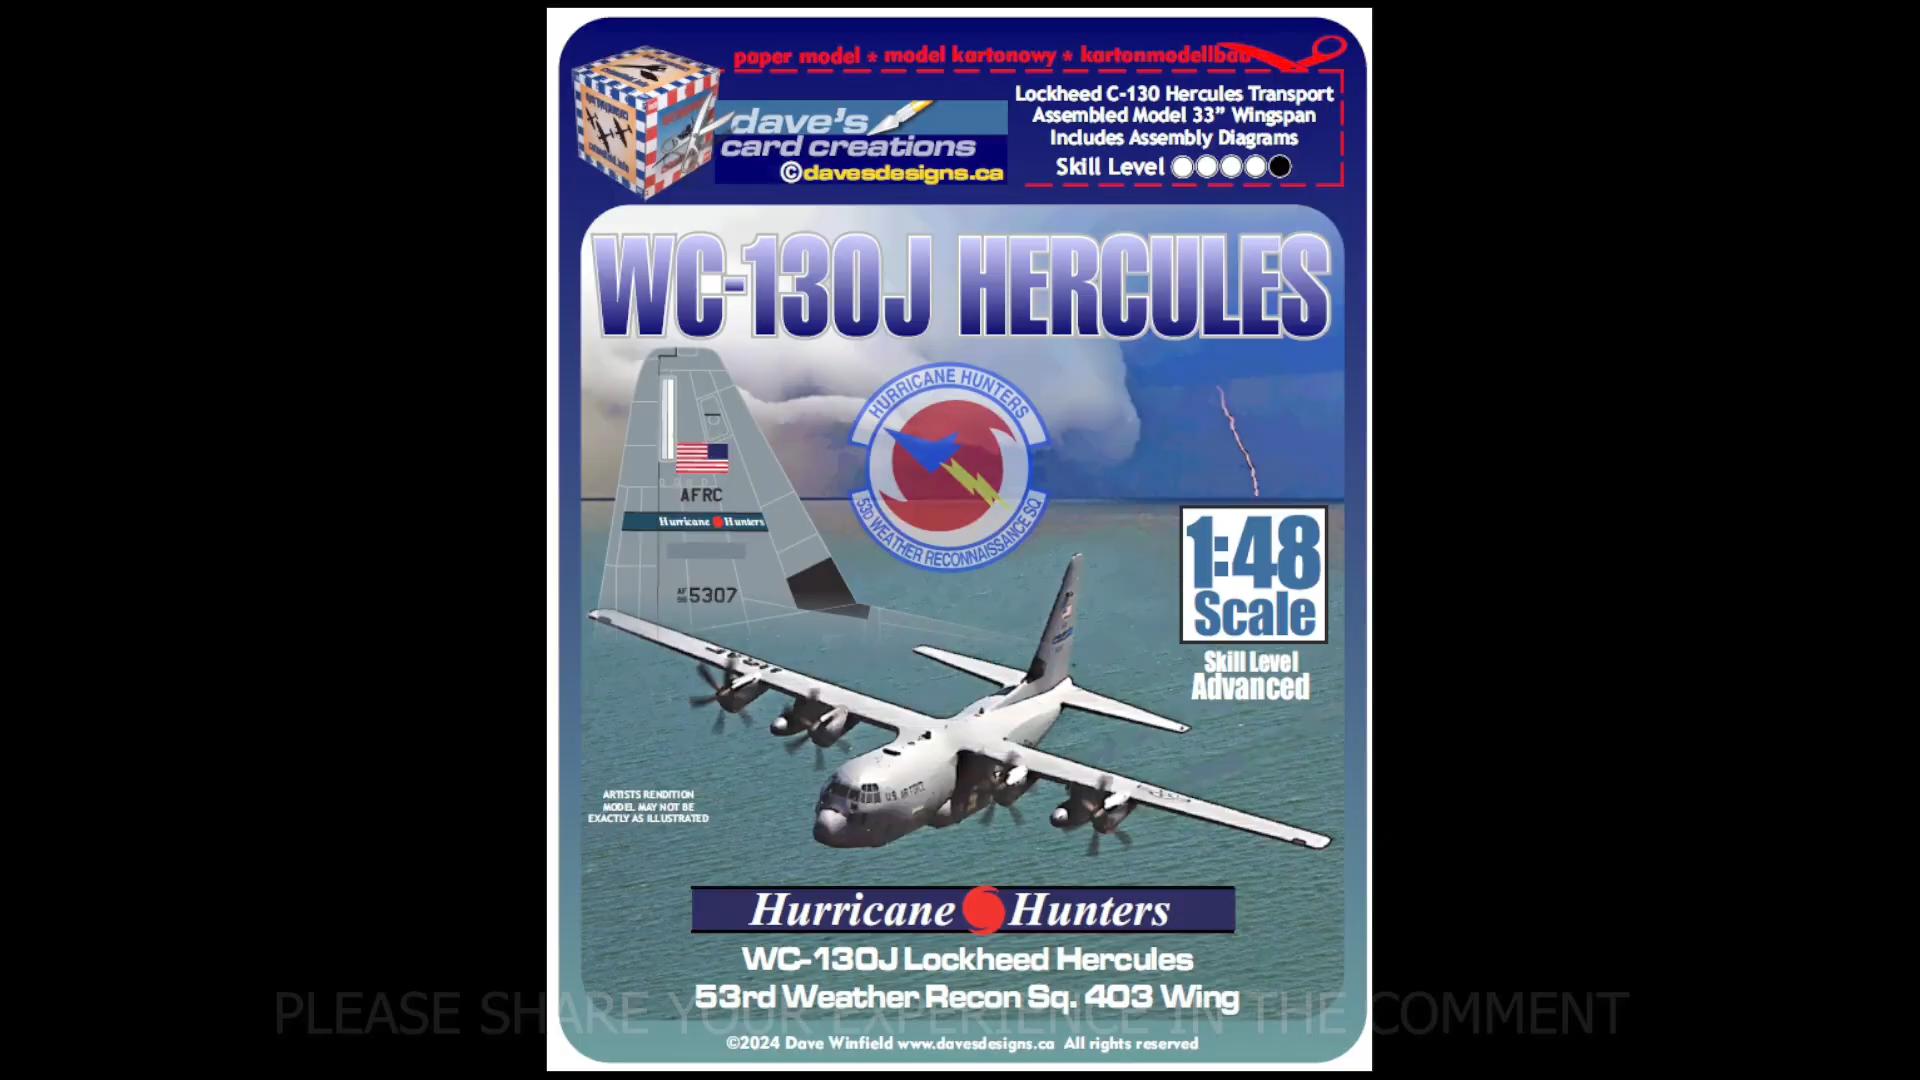 paper model * model kartonowy * kartonmodellbau
dave's
card creations
©davesdesigns.ca
Lockheed C-130 Hercules Transport
Assembled Model 33” Wingspan
Includes Assembly Diagrams
Skill Level
WC-130J HERCULES
HURRICANE HUNTERS
53D WEATHER RECONNAISSANCE SQ.
AFRC
Hurricane Hunters
AF 5307
1:48
Scale
Skill Level
Advanced
U.S. AIR FORCE
ARTISTS RENDITION
MODEL MAY NOT BE
EXACTLY AS ILLUSTRATED
Hurricane Hunters
WC-130J Lockheed Hercules
53rd Weather Recon Sq. 403 Wing
PLEASE SHARE YOUR EXPERIENCE IN THE COMMENT
©2024 Dave Winfield www.davesdesigns.ca All rights reserved